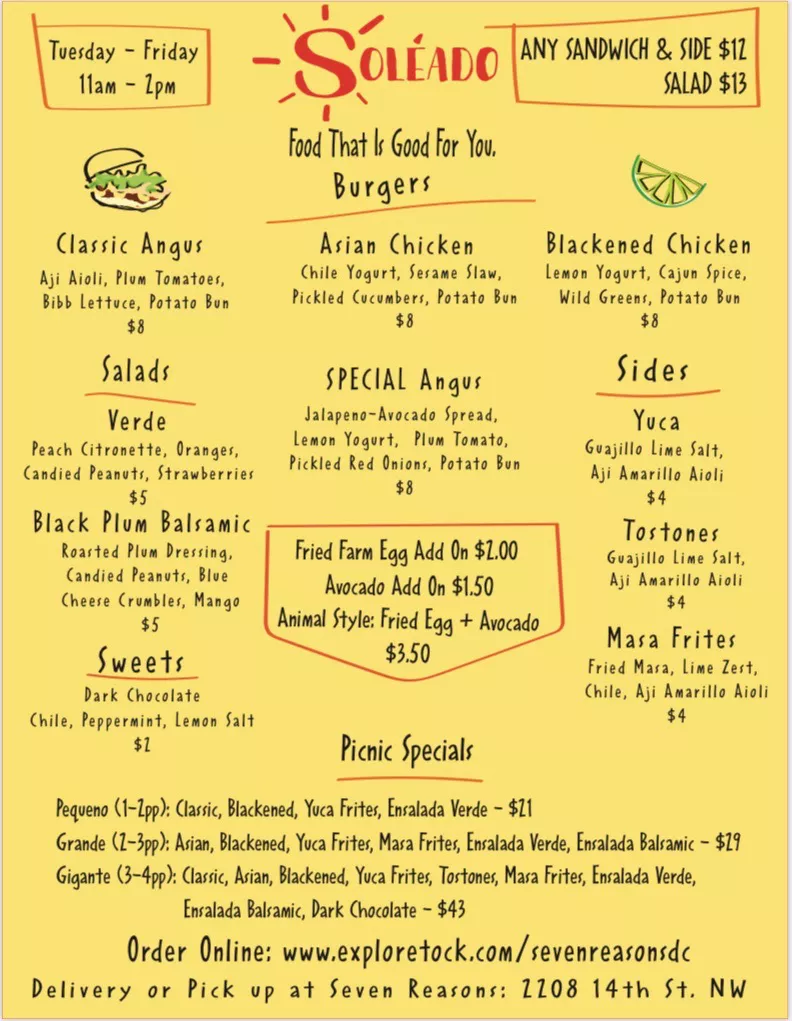 Tuesday - Friday
11am - 2pm
SOLÉADO
ANY SANDWICH & SIDE $12
SALAD $13
Food That Is Good For You.
Burgers
Classic Angus
Aji Aioli, Plum Tomatoes,
Bibb Lettuce, Potato Bun
$8
Asian Chicken
Chile Yogurt, Sesame Slaw,
Pickled Cucumbers, Potato Bun
$8
Blackened Chicken
Lemon Yogurt, Cajun Spice,
Wild Greens, Potato Bun
$8
Salads
Verde
Peach Citronette, Oranges,
Candied Peanuts, Strawberries
$5
Black Plum Balsamic
Roasted Plum Dressing,
Candied Peanuts, Blue
Cheese Crumbles, Mango
$5
Sweets
Dark Chocolate
Chile, Peppermint, Lemon Salt
$2
SPECIAL Angus
Jalapeno-Avocado Spread,
Lemon Yogurt, Plum Tomato,
Pickled Red Onions, Potato Bun
$8
Fried Farm Egg Add On $2.00
Avocado Add On $1.50
Animal Style: Fried Egg + Avocado
$3.50
Sides
Yuca
Guajillo Lime Salt,
Aji Amarillo Aioli
$4
Tostones
Guajillo Lime Salt,
Aji Amarillo Aioli
$4
Masa Frites
Fried Masa, Lime Zest,
Chile, Aji Amarillo Aioli
$4
Picnic Specials
Pequeno (1-2pp): Classic, Blackened, Yuca Frites, Ensalada Verde - $21
Grande (2-3pp): Asian, Blackened, Yuca Frites, Masa Frites, Ensalada Verde, Ensalada Balsamic - $29
Gigante (3-4pp): Classic, Asian, Blackened, Yuca Frites, Tostones, Masa Frites, Ensalada Verde,
Ensalada Balsamic, Dark Chocolate - $43
Order Online: www.exploretock.com/sevenreasonsdc
Delivery or Pick up at Seven Reasons: 2208 14th St. NW